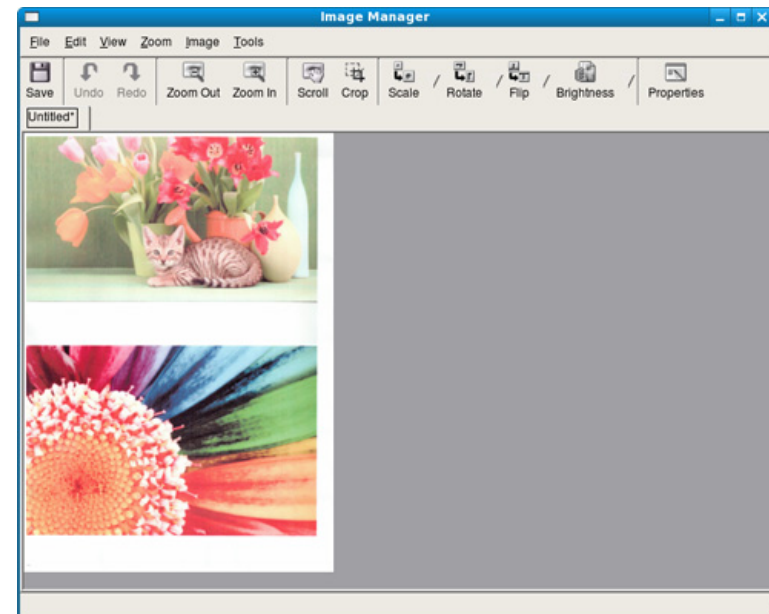 Image Manager
File Edit View Zoom Image Tools
Save Undo Redo Zoom Out Zoom In Scroll Crop Scale / Rotate / Flip / Brightness / Properties
Untitled*